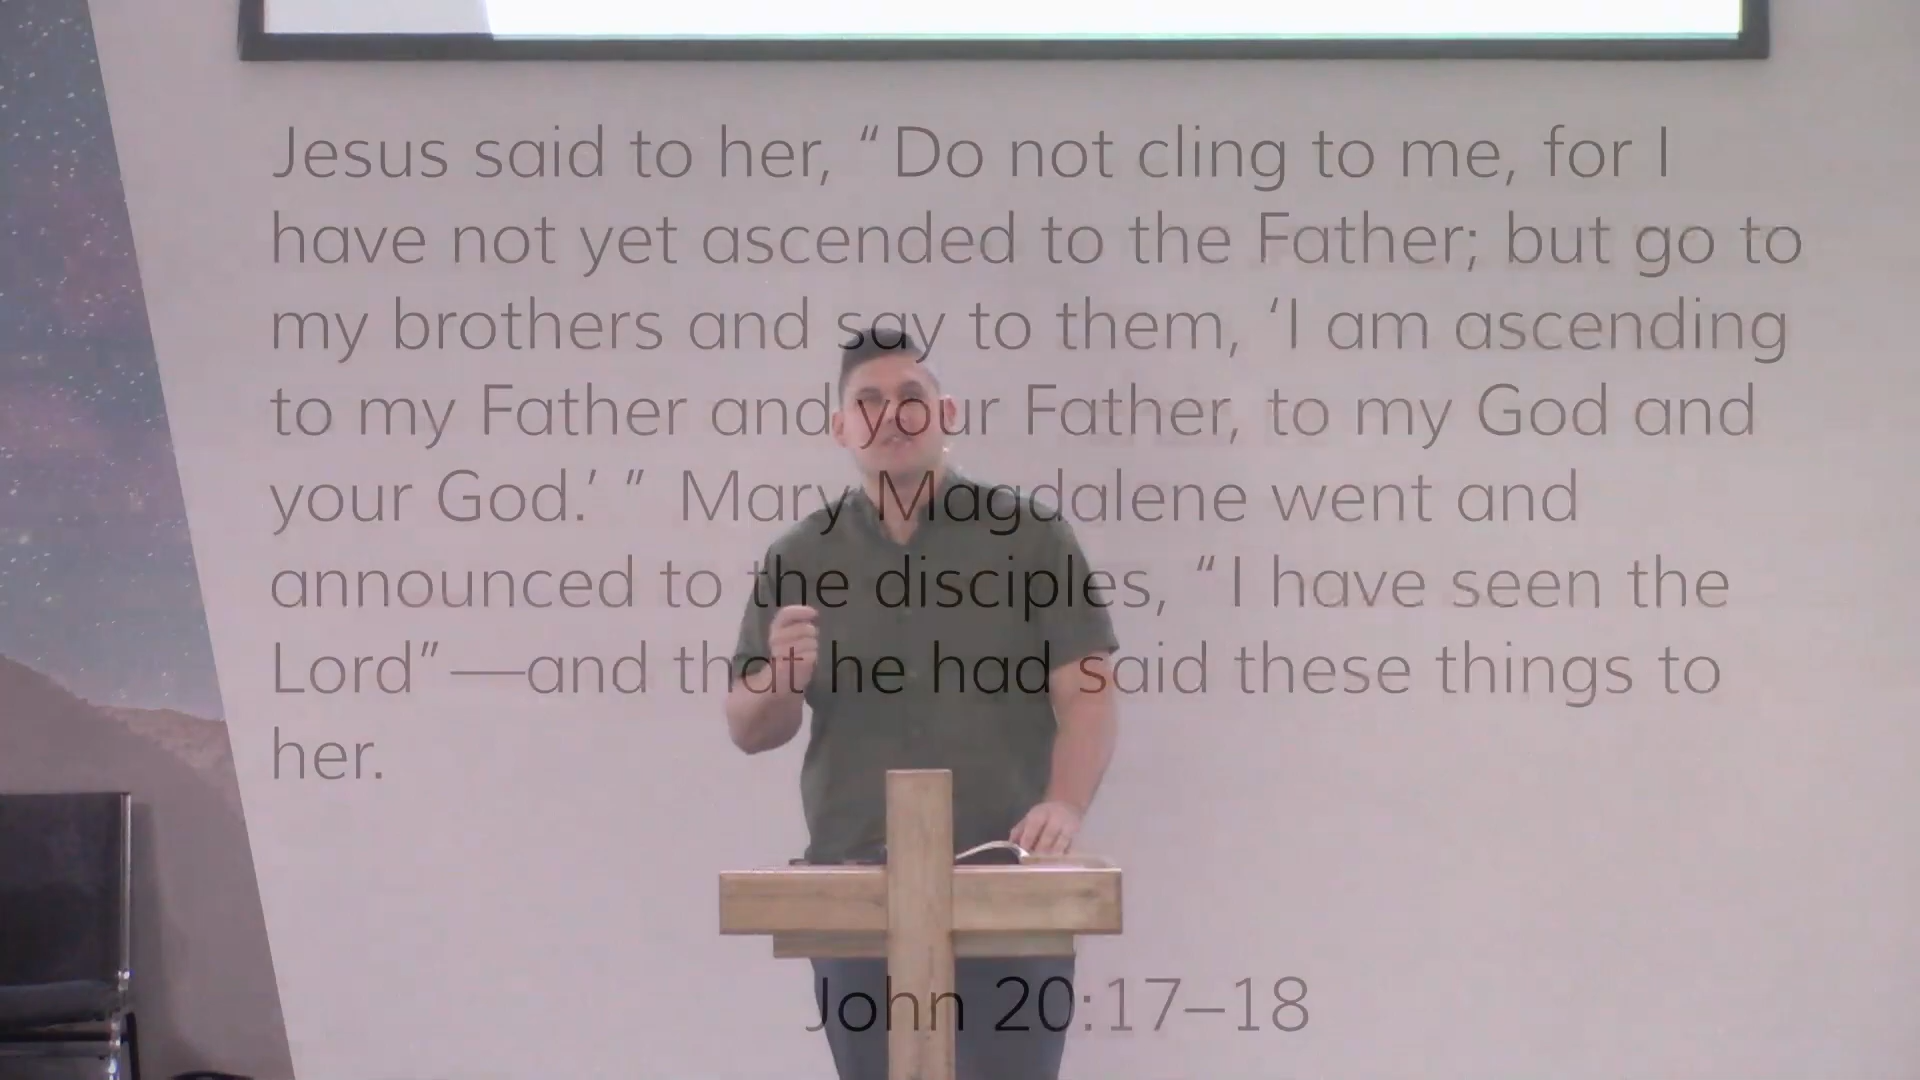 Jesus said to her, “Do not cling to me, for I
have not yet ascended to the Father; but go to
my brothers and say to them, ‘I am ascending
to my Father and your Father, to my God and
your God.’ ” Mary Magdalene went and
announced to the disciples, “I have seen the
Lord”—and that he had said these things to
her.
John 20:17–18